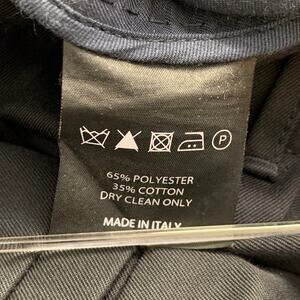 P
65% POLYESTER
35% COTTON
DRY CLEAN ONLY
MADE IN ITALY